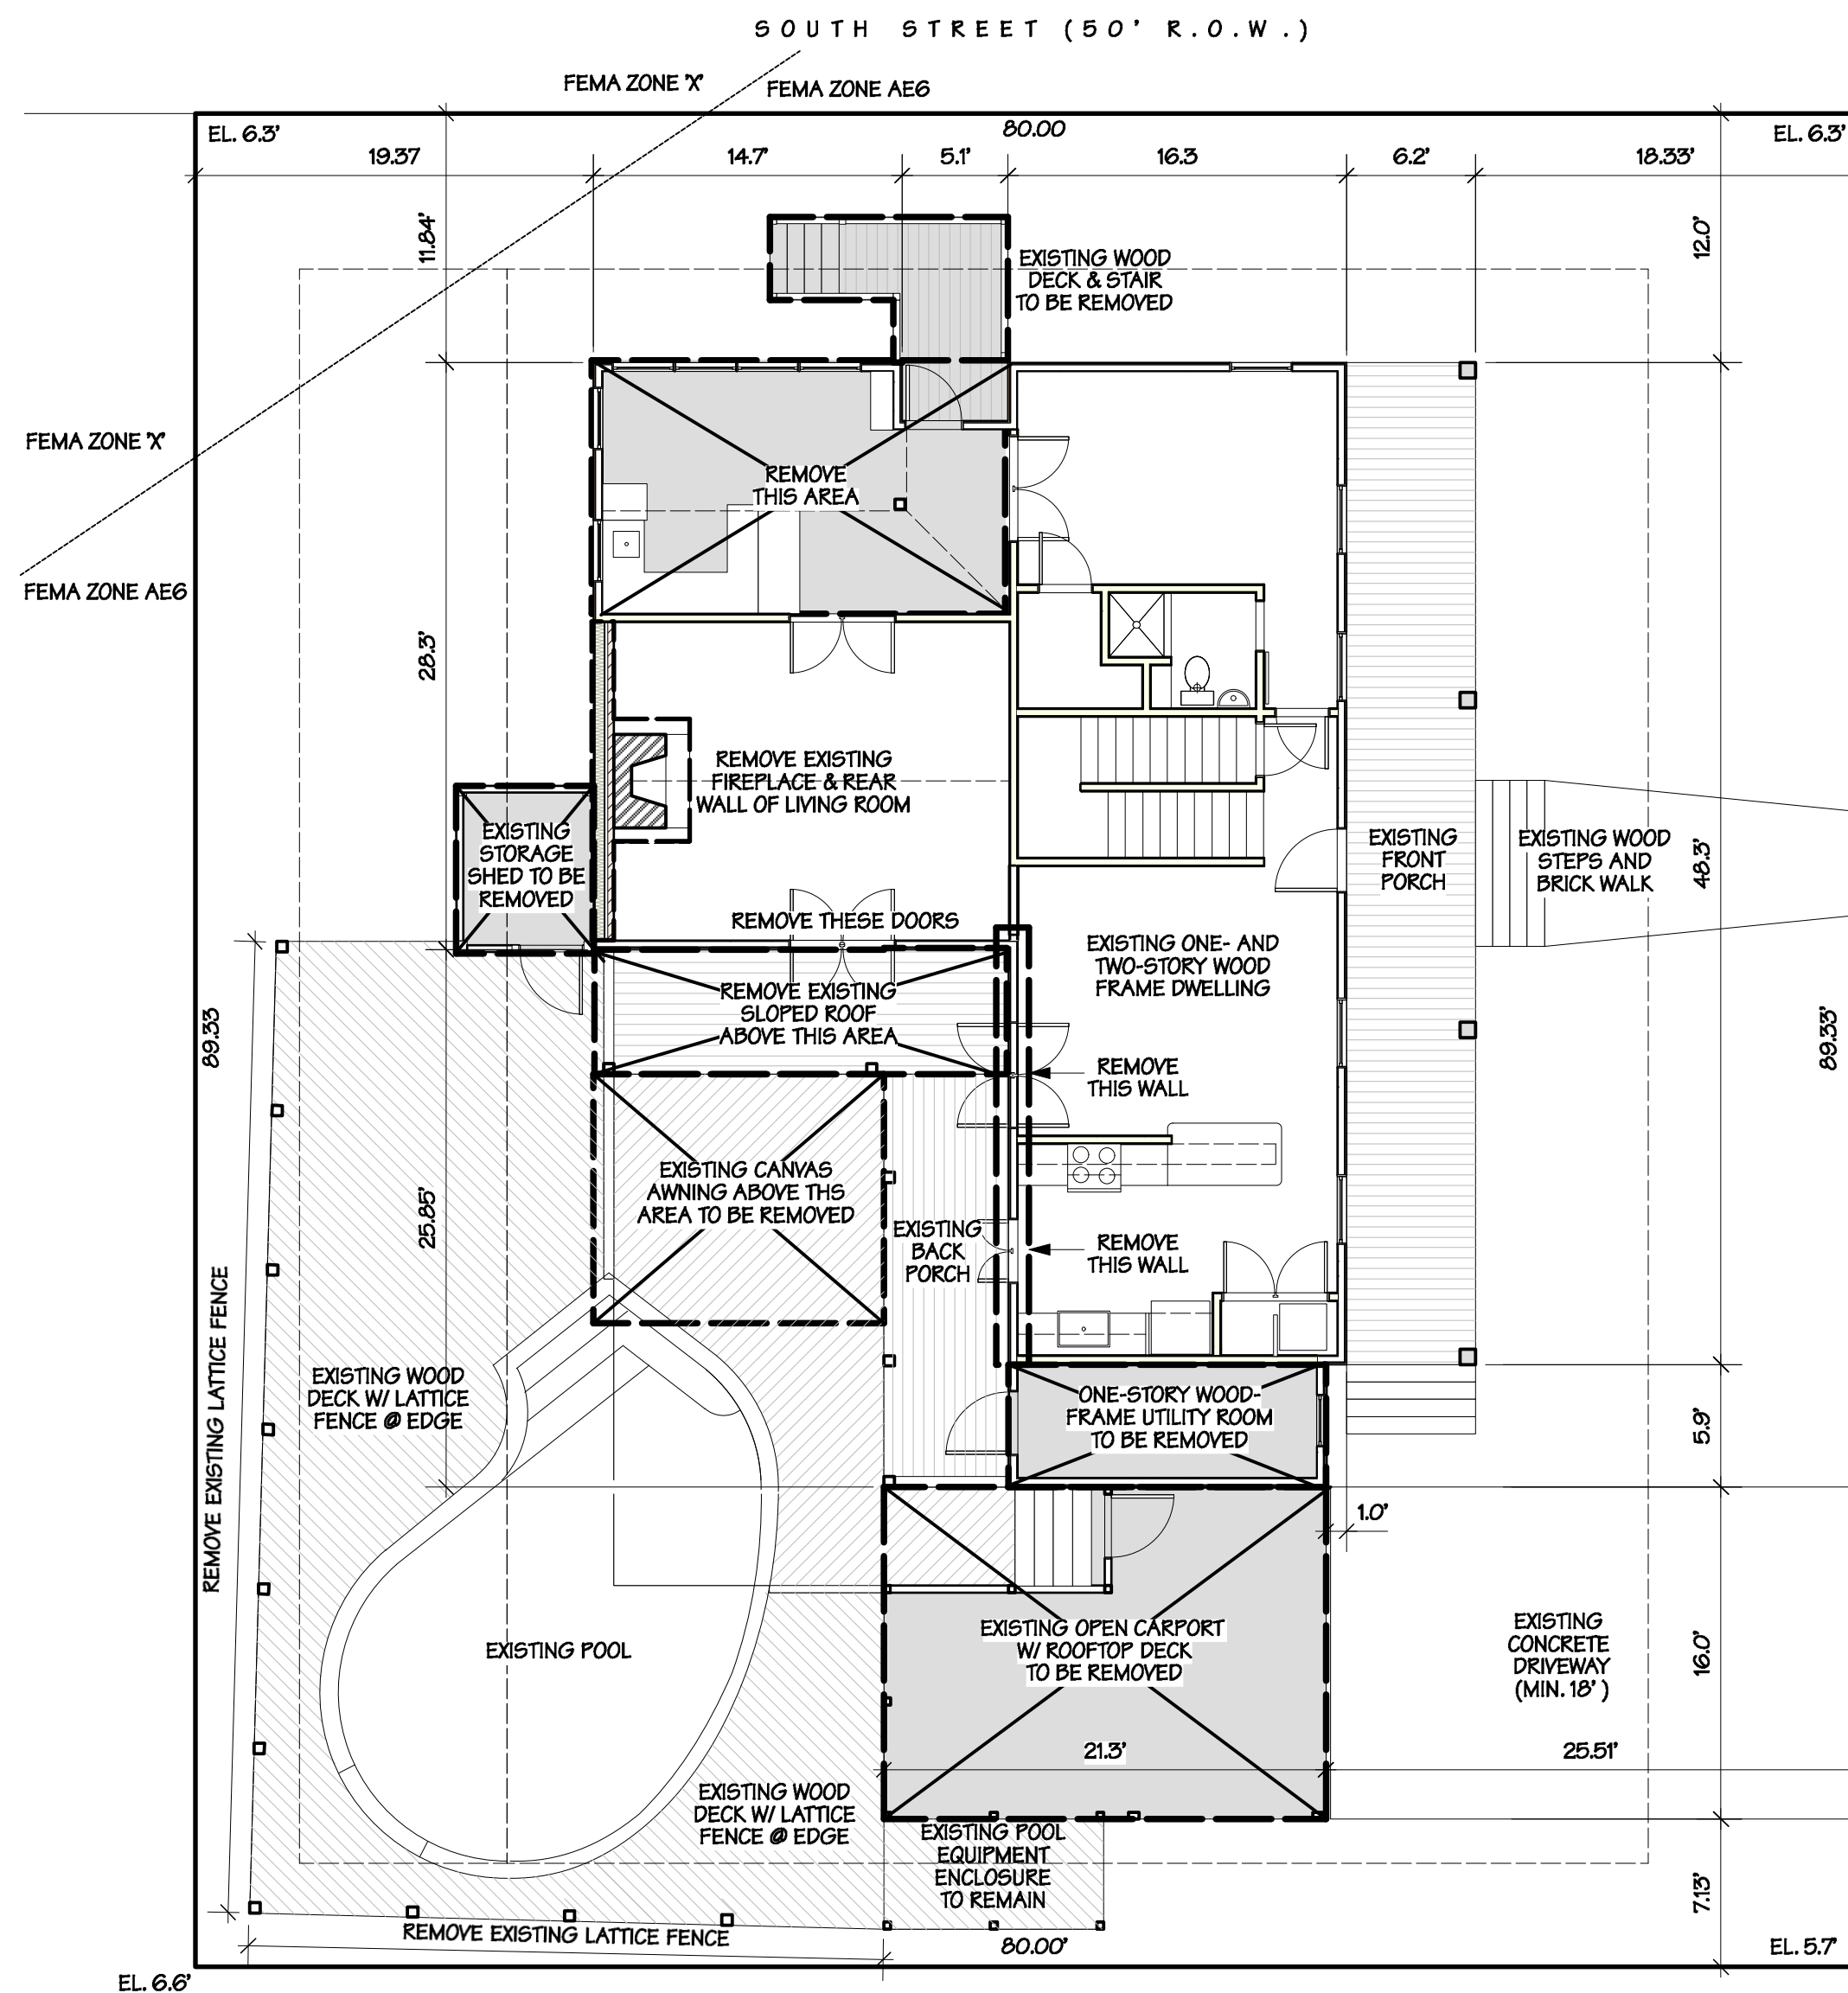 SOUTH STREET (50' R.O.W.)
FEMA ZONE 'X'
FEMA ZONE AE6
EL. 6.3'
80.00
EL. 6.3'
19.37
14.7'
5.1'
16.3
6.2'
18.33'
11.84'
12.0'
EXISTING WOOD
DECK & STAIR
TO BE REMOVED
FEMA ZONE 'X'
REMOVE
THIS AREA
FEMA ZONE AE6
28.3'
REMOVE EXISTING
FIREPLACE & REAR
WALL OF LIVING ROOM
EXISTING
STORAGE
SHED TO BE
REMOVED
EXISTING
FRONT
PORCH
EXISTING WOOD
STEPS AND
BRICK WALK
48.3'
REMOVE THESE DOORS
EXISTING ONE- AND
TWO-STORY WOOD
FRAME DWELLING
REMOVE EXISTING
SLOPED ROOF
ABOVE THIS AREA
89.33
89.33'
REMOVE
THIS WALL
EXISTING CANVAS
AWNING ABOVE THS
AREA TO BE REMOVED
25.85'
EXISTING
BACK
PORCH
REMOVE
THIS WALL
REMOVE EXISTING LATTICE FENCE
EXISTING WOOD
DECK W/ LATTICE
FENCE @ EDGE
ONE-STORY WOOD-
FRAME UTILITY ROOM
TO BE REMOVED
5.9'
1.0'
EXISTING POOL
EXISTING OPEN CARPORT
W/ ROOFTOP DECK
TO BE REMOVED
EXISTING
CONCRETE
DRIVEWAY
(MIN. 18' )
16.0'
21.3'
25.51'
EXISTING WOOD
DECK W/ LATTICE
FENCE @ EDGE
EXISTING POOL
EQUIPMENT
ENCLOSURE
TO REMAIN
7.13'
REMOVE EXISTING LATTICE FENCE
80.00'
EL. 5.7'
EL. 6.6'